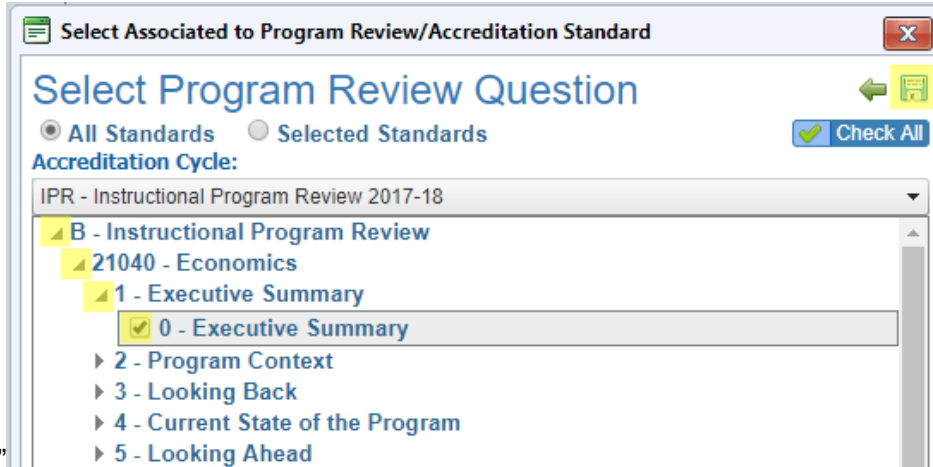 Select Associated to Program Review/Accreditation Standard
x
Select Program Review Question
All Standards Selected Standards Check All
Accreditation Cycle:
IPR - Instructional Program Review 2017-18
B - Instructional Program Review
21040 - Economics
1 - Executive Summary
0 - Executive Summary
2 - Program Context
3 - Looking Back
4 - Current State of the Program
” 5 - Looking Ahead